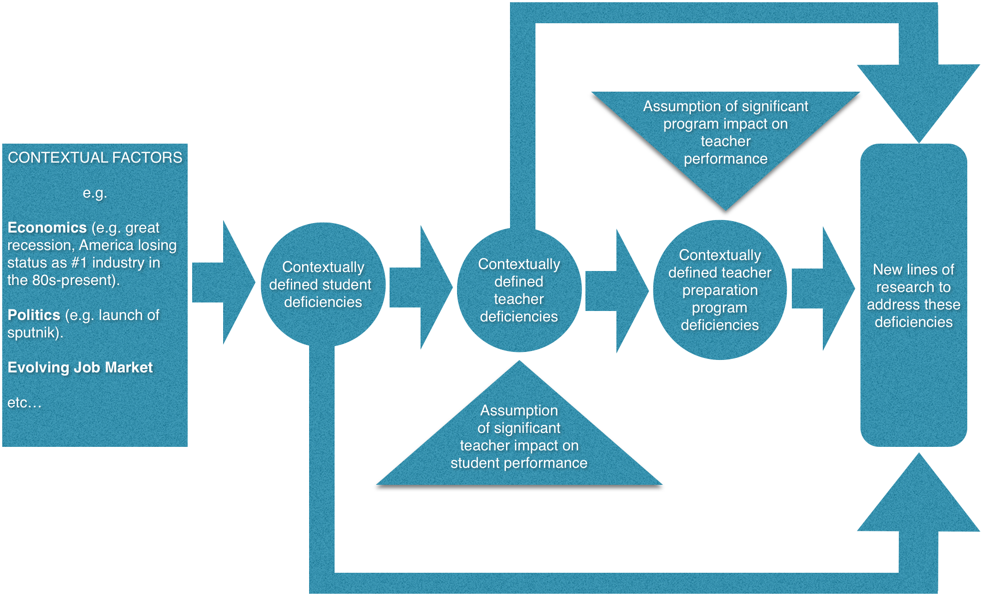 CONTEXTUAL FACTORS
e.g.
Economics (e.g. great
recession, America losing
status as #1 industry in
the 80s-present).
Politics (e.g. launch of
sputnik).
Evolving Job Market
etc...
Contextually
defined student
deficiencies
Contextually
defined
teacher
deficiencies
Assumption
of significant
teacher impact on
student performance
Assumption of significant
program impact on
teacher
performance
Contextually
defined teacher
preparation
program
deficiencies
New lines of
research to
address these
deficiencies